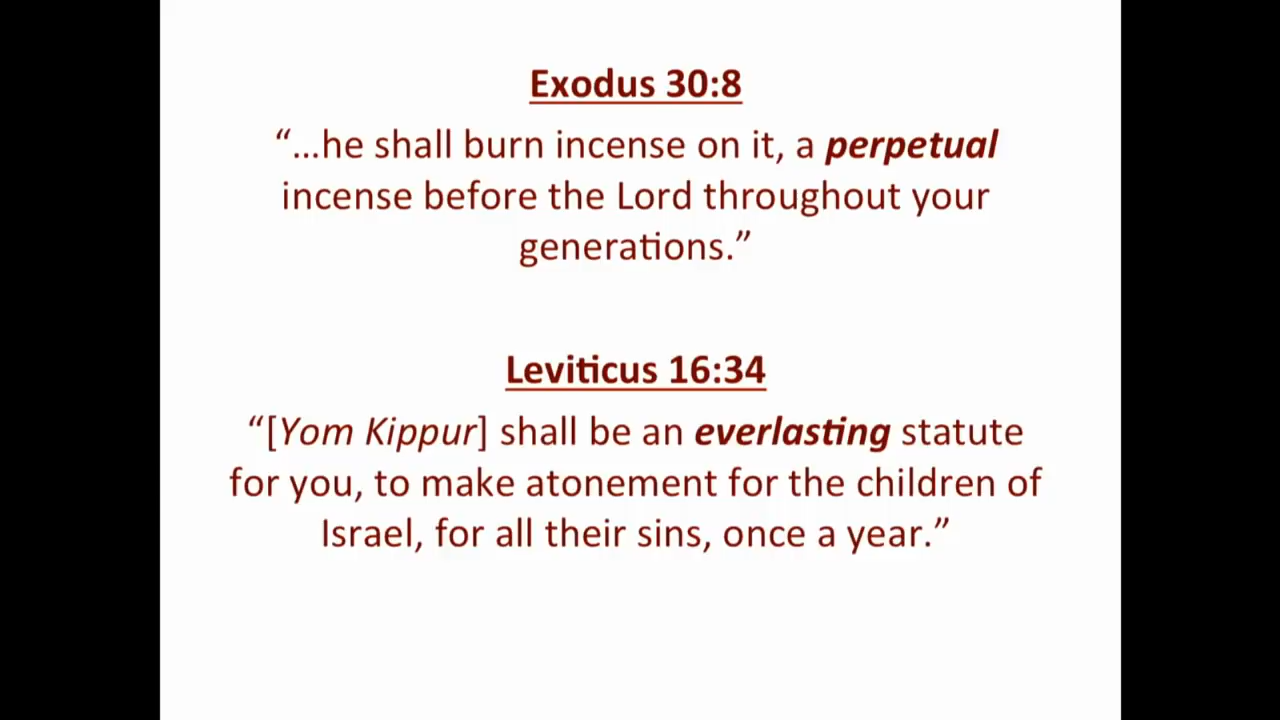 Exodus 30:8
“...he shall burn incense on it, a perpetual
incense before the Lord throughout your
generations.”
Leviticus 16:34
“[Yom Kippur] shall be an everlasting statute
for you, to make atonement for the children of
Israel, for all their sins, once a year.”